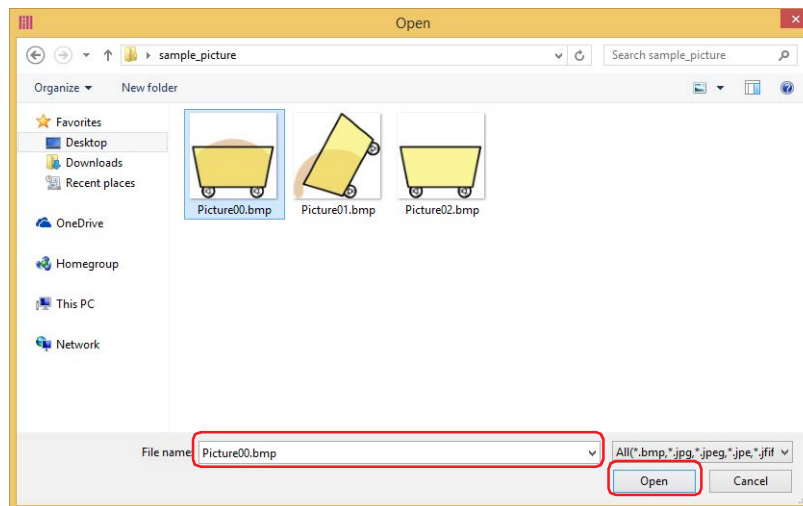 Open
sample_picture
Search sample_picture
Organize
New folder
Favorites
Desktop
Downloads
Recent places
OneDrive
Homegroup
This PC
Network
Picture00.bmp
Picture01.bmp
Picture02.bmp
File name:
Picture00.bmp
All(*.bmp,*.jpg,*.jpeg,*.jpe,*.jfif
Open
Cancel